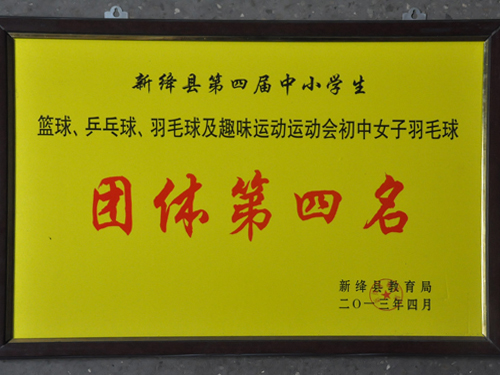 新绛县第四届中小学生
篮球、乒乓球、羽毛球及趣味运动运动会初中女子羽毛球
团体第四名
新绛县教育局
二〇一三年四月